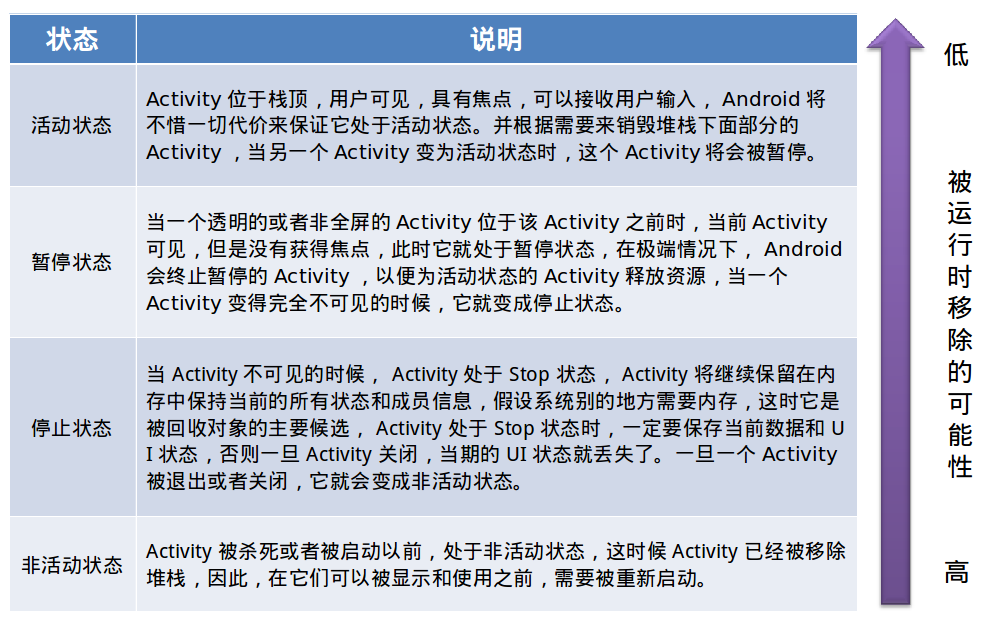 状态
说明
活动状态
Activity 位于栈顶，用户可见，具有焦点，可以接收用户输入， Android 将
不惜一切代价来保证它处于活动状态。并根据需要来销毁堆栈下面部分的
Activity ，当另一个 Activity 变为活动状态时，这个 Activity 将会被暂停。
暂停状态
当一个透明的或者非全屏的 Activity 位于该 Activity 之前时，当前 Activity
可见，但是没有获得焦点，此时它就处于暂停状态，在极端情况下， Android
会终止暂停的 Activity ，以便为活动状态的 Activity 释放资源，当一个
Activity 变得完全不可见的时候，它就变成停止状态。
停止状态
当 Activity 不可见的时候， Activity 处于 Stop 状态， Activity 将继续保留在内
存中保持当前的所有状态和成员信息，假设系统别的地方需要内存，这时它是
被回收对象的主要候选， Activity 处于 Stop 状态时，一定要保存当前数据和 U
I 状态，否则一旦 Activity 关闭，当期的 UI 状态就丢失了。一旦一个 Activity
被退出或者关闭，它就会变成非活动状态。
非活动状态
Activity 被杀死或者被启动以前，处于非活动状态，这时候 Activity 已经被移除
堆栈，因此，在它们可以被显示和使用之前，需要被重新启动。
低
被运行时移除的可能性
高